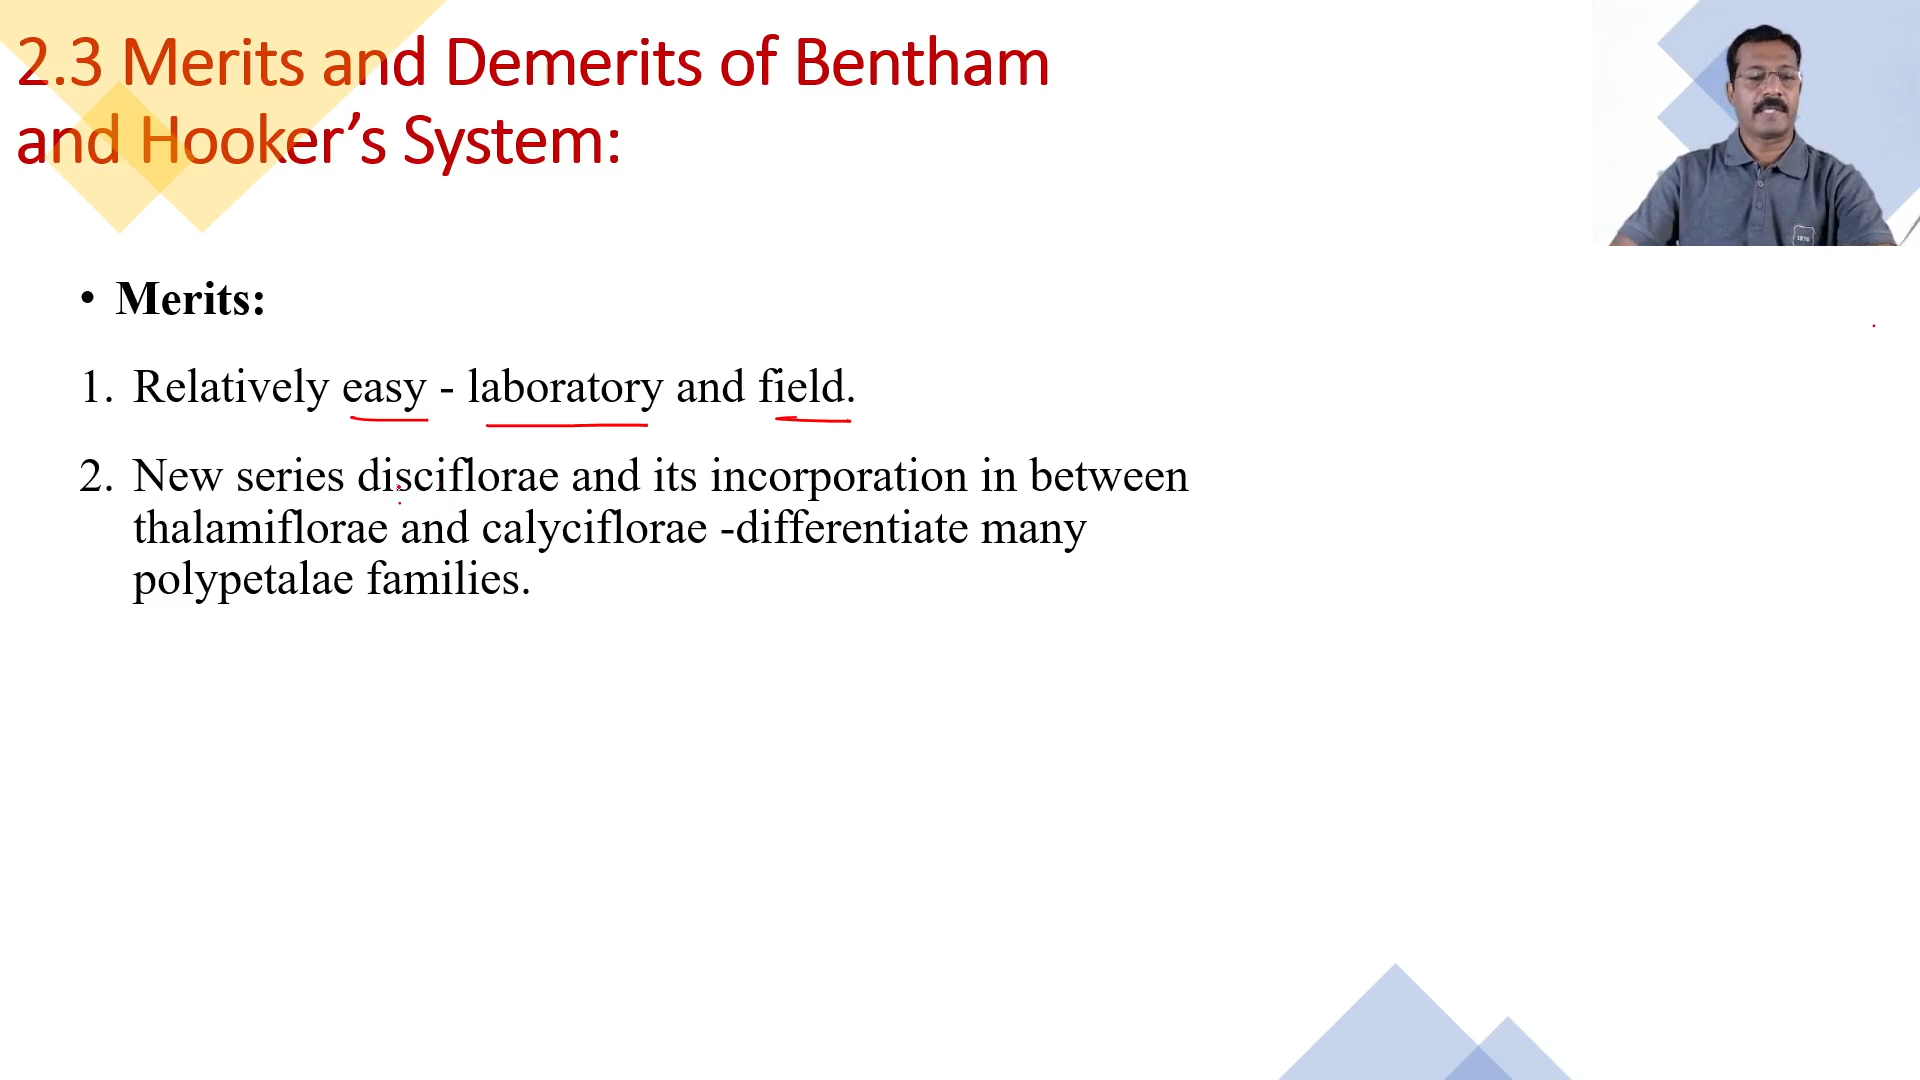 2.3 Merits and Demerits of Bentham
and Hooker’s System:
• Merits:
1. Relatively easy - laboratory and field.
2. New series disciflorae and its incorporation in between
thalamiflorae and calyciflorae -differentiate many
polypetalae families.